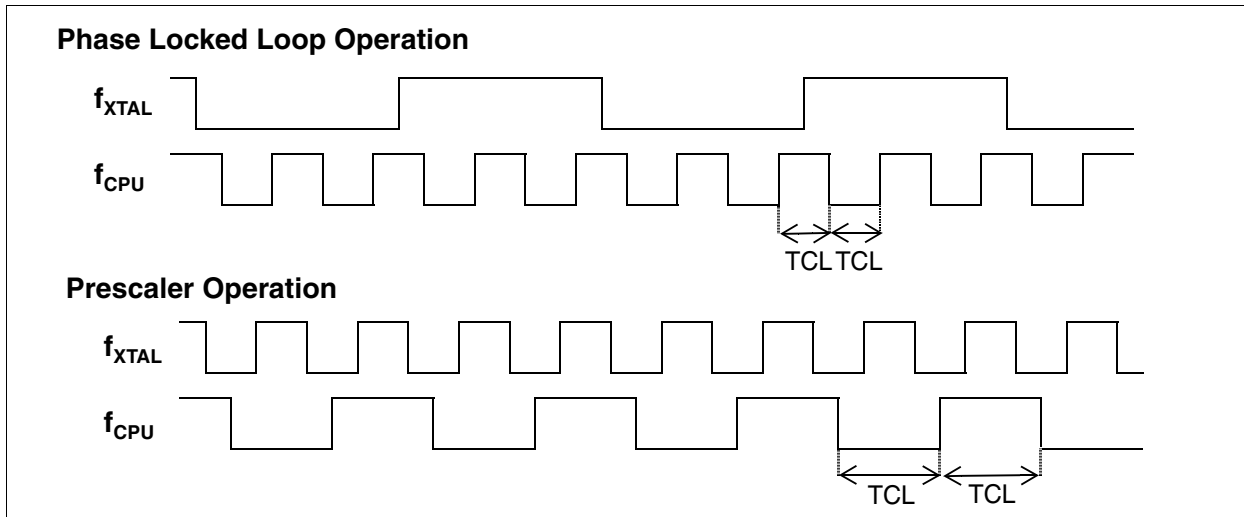 Phase Locked Loop Operation
fXTAL
fCPU
TCL TCL
Prescaler Operation
fXTAL
fCPU
TCL TCL